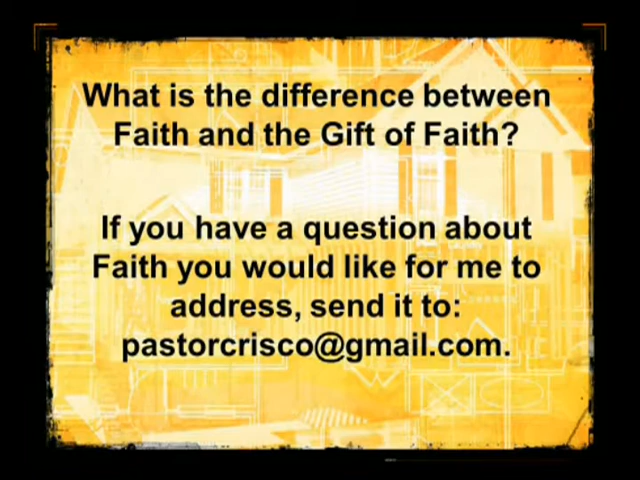 What is the difference between
Faith and the Gift of Faith?
If you have a question about
Faith you would like for me to
address, send it to:
pastorcrisco@gmail.com.